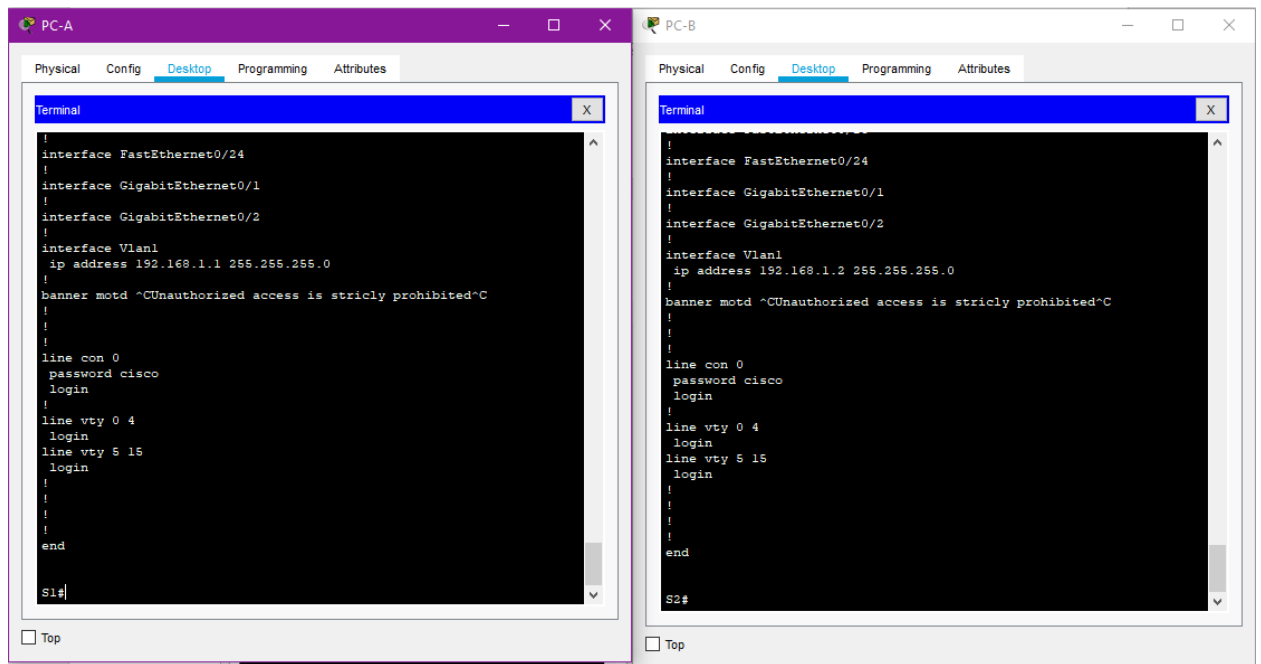 PC-A
Physical Config Desktop Programming Attributes
Terminal X
!
interface FastEthernet0/24
!
interface GigabitEthernet0/1
!
interface GigabitEthernet0/2
!
interface Vlan1
ip address 192.168.1.1 255.255.255.0
!
banner motd ^CUnauthorized access is stricly prohibited^C
!
!
!
line con 0
password cisco
login
!
line vty 0 4
login
line vty 5 15
login
!
!
!
!
end
S1#
Top
PC-B
Physical Config Desktop Programming Attributes
Terminal X
!
interface FastEthernet0/24
!
interface GigabitEthernet0/1
!
interface GigabitEthernet0/2
!
interface Vlan1
ip address 192.168.1.2 255.255.255.0
!
banner motd ^CUnauthorized access is stricly prohibited^C
!
!
!
line con 0
password cisco
login
!
line vty 0 4
login
line vty 5 15
login
!
!
!
!
end
S2#
Top